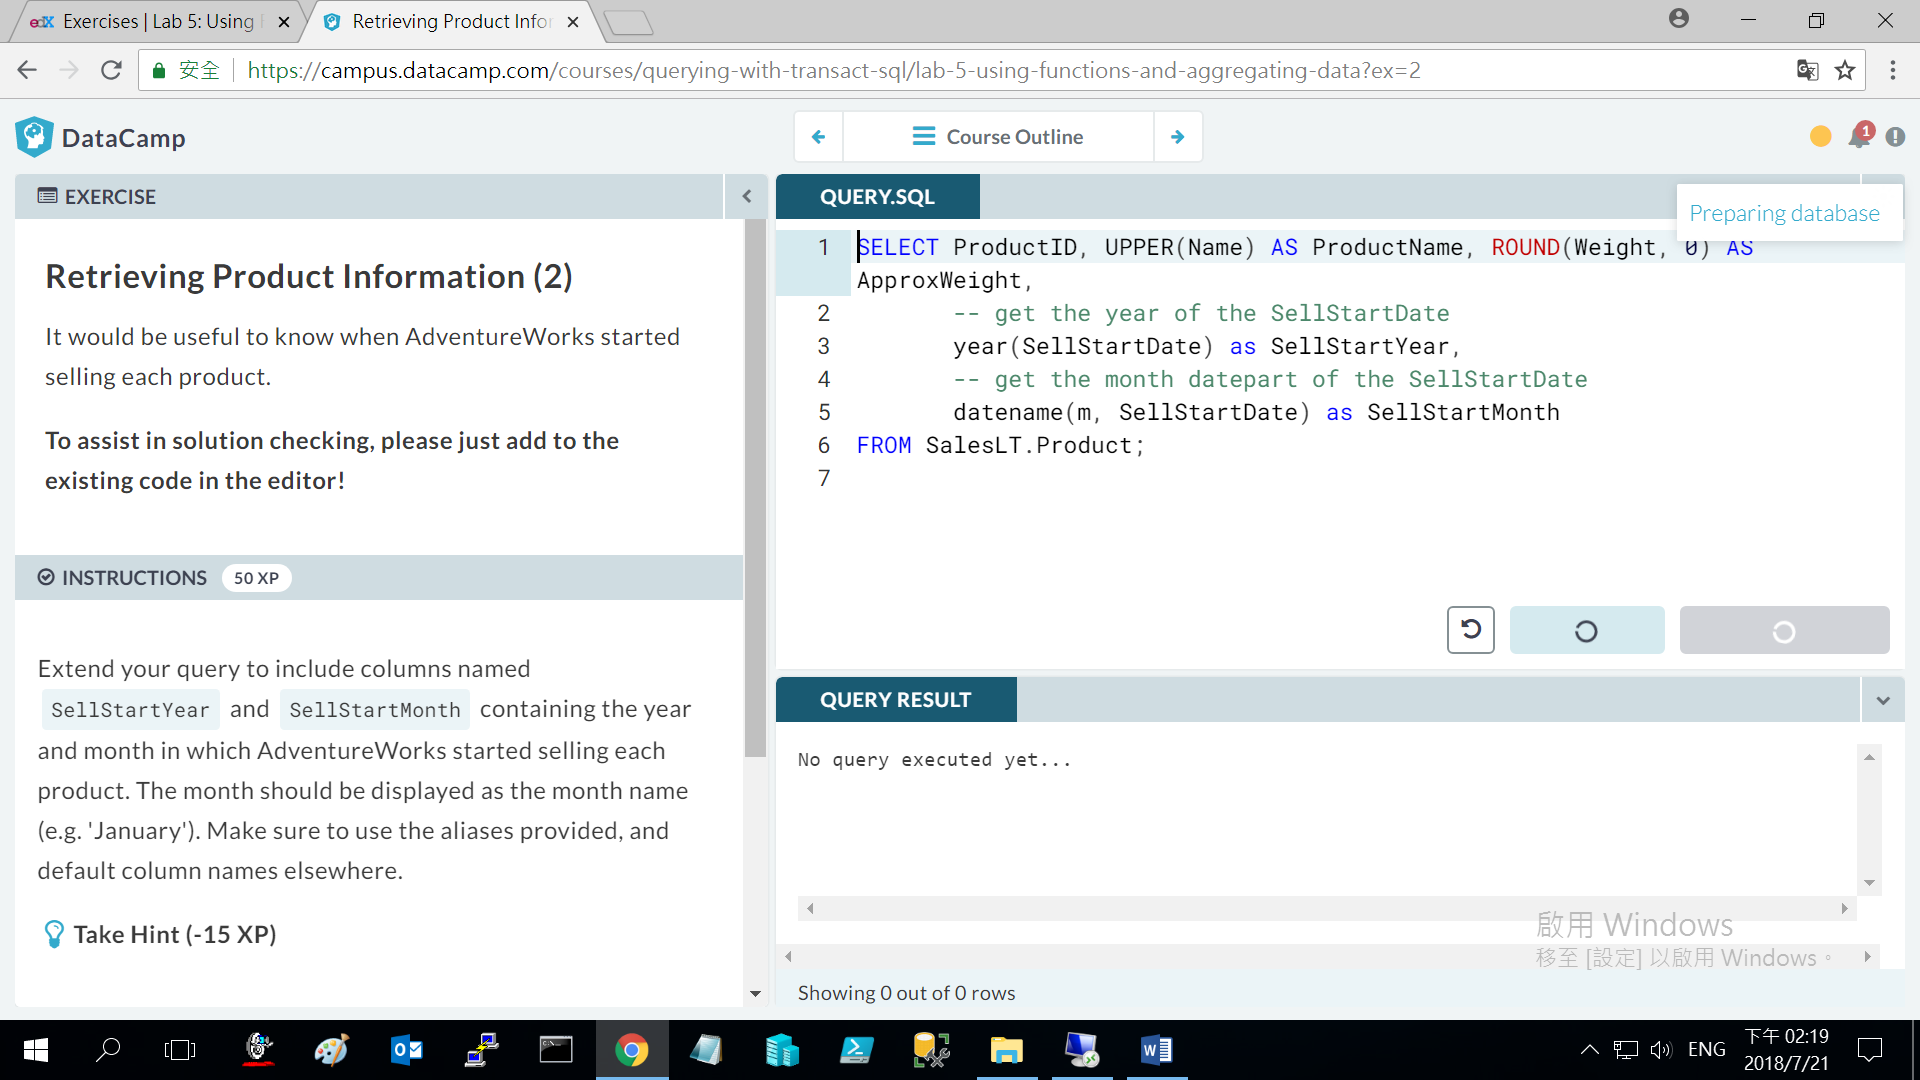 edX Exercises | Lab 5: Using
Retrieving Product Infor
安全
https://campus.datacamp.com/courses/querying-with-transact-sql/lab-5-using-functions-and-aggregating-data?ex=2
DataCamp
Course Outline
1
EXERCISE
QUERY.SQL
Preparing database
Retrieving Product Information (2)
It would be useful to know when AdventureWorks started
selling each product.
To assist in solution checking, please just add to the
existing code in the editor!
INSTRUCTIONS 50 XP
Extend your query to include columns named
SellStartYear and SellStartMonth containing the year
and month in which AdventureWorks started selling each
product. The month should be displayed as the month name
(e.g. 'January'). Make sure to use the aliases provided, and
default column names elsewhere.
Take Hint (-15 XP)
1 SELECT ProductID, UPPER(Name) AS ProductName, ROUND(Weight, 0) AS
ApproxWeight,
2 -- get the year of the SellStartDate
3 year(SellStartDate) as SellStartYear,
4 -- get the month datepart of the SellStartDate
5 datename(m, SellStartDate) as SellStartMonth
6 FROM SalesLT.Product;
7
QUERY RESULT
No query executed yet...
啟用 Windows
移至 [設定] 以啟用 Windows。
Showing 0 out of 0 rows
ENG
下午 02:19
2018/7/21